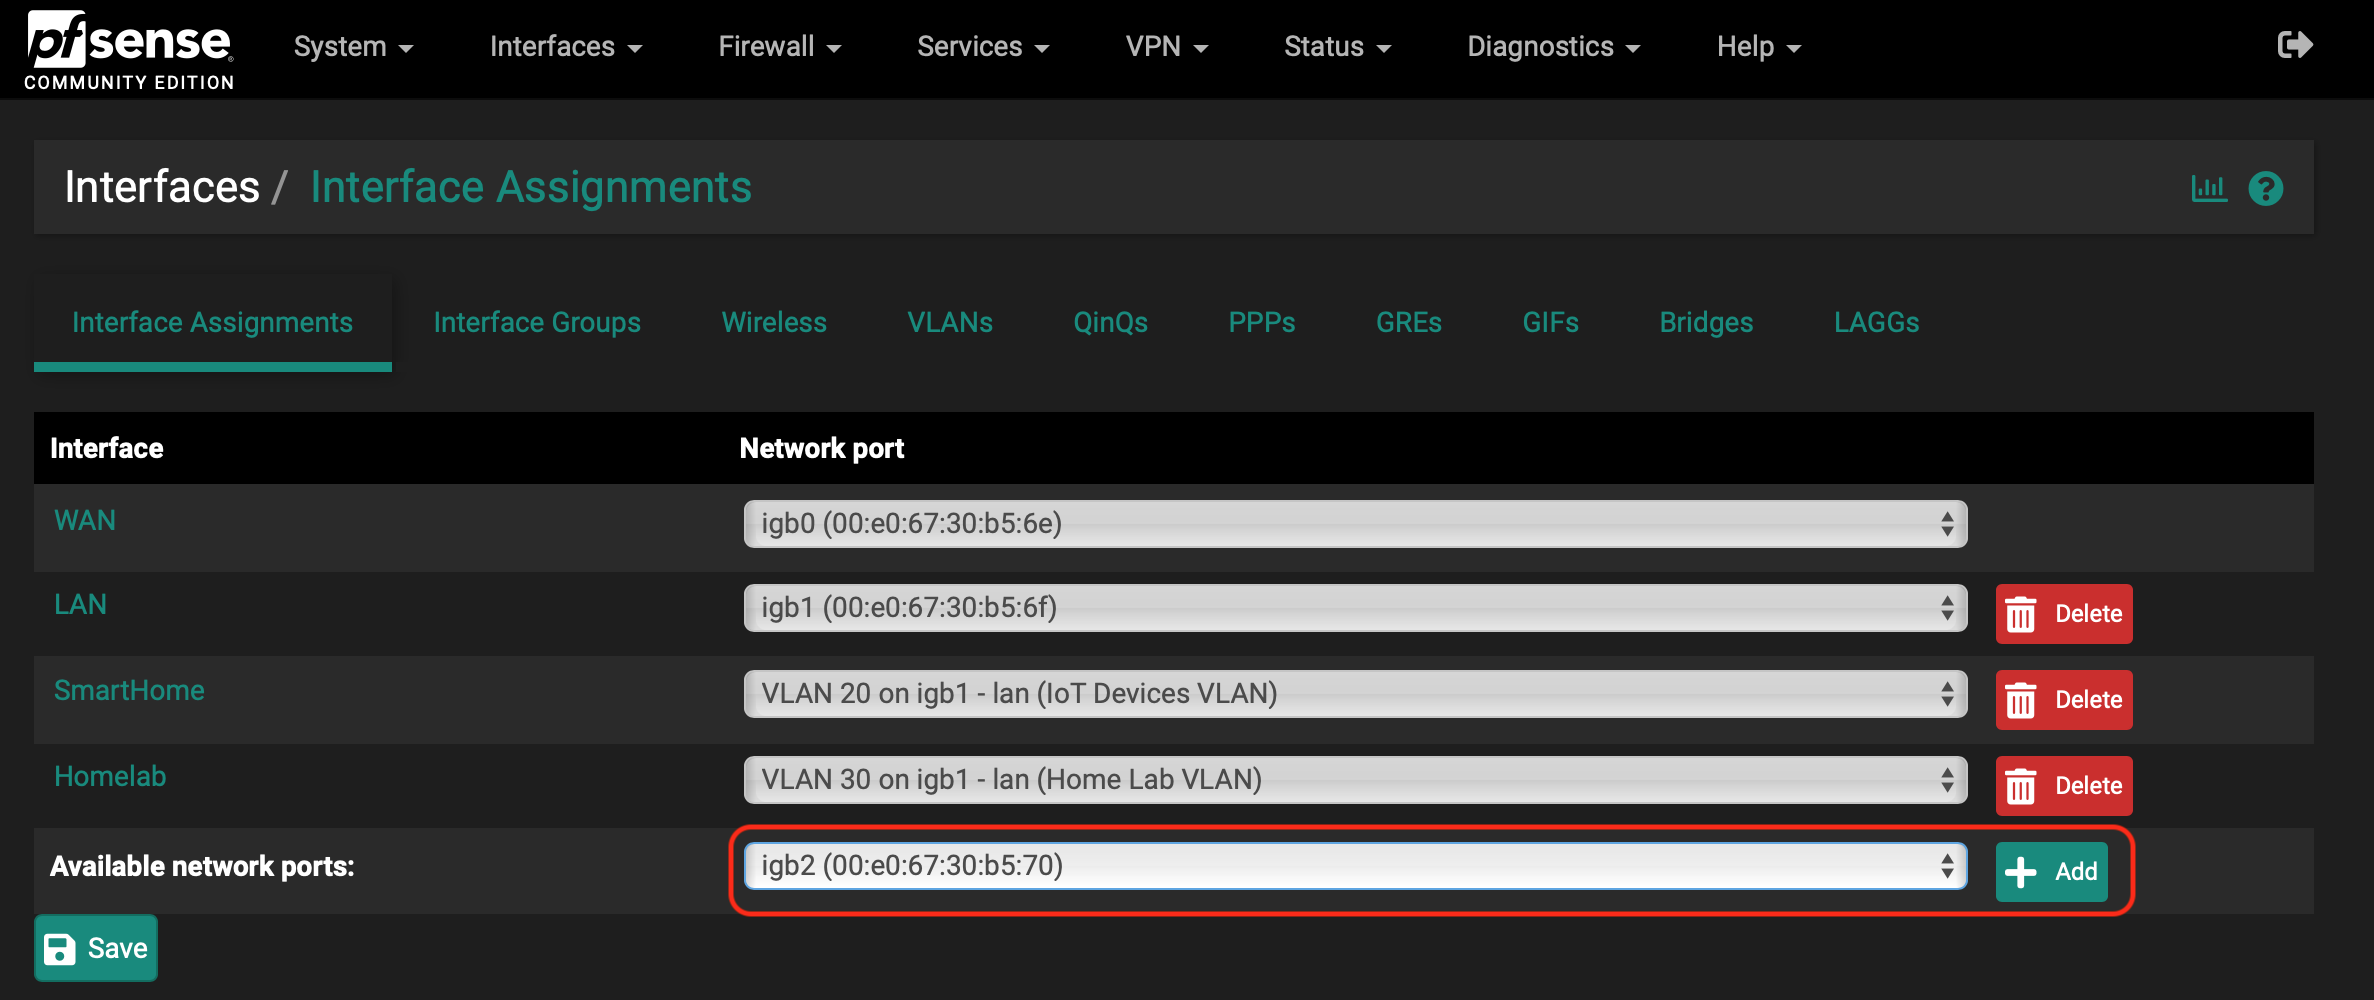 pfsense
COMMUNITY EDITION
System Interfaces Firewall Services VPN Status Diagnostics Help
Interfaces / Interface Assignments
Interface Assignments Interface Groups Wireless VLANs QinQs PPPs GREs GIFs Bridges LAGGs
Interface Network port
WAN igb0 (00:e0:67:30:b5:6e)
LAN igb1 (00:e0:67:30:b5:6f) Delete
SmartHome VLAN 20 on igb1 - lan (IoT Devices VLAN) Delete
Homelab VLAN 30 on igb1 - lan (Home Lab VLAN) Delete
Available network ports: igb2 (00:e0:67:30:b5:70) Add
Save